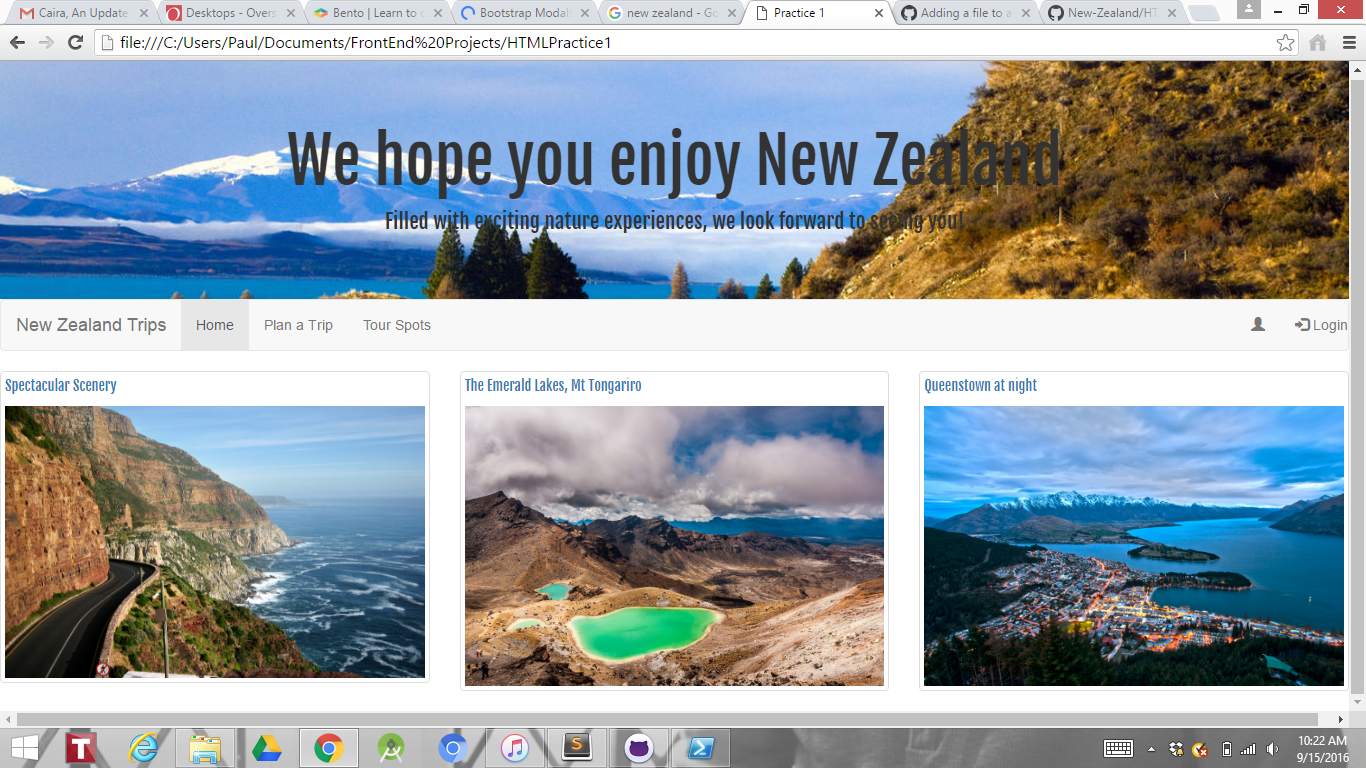 Caira, An Update
Desktops - Overs
Bento | Learn to c
Bootstrap Modals
new zealand - Go
Practice 1
Adding a file to a
New-Zealand/HT
file:///C:/Users/Paul/Documents/FrontEnd%20Projects/HTMLPractice1
We hope you enjoy New Zealand
Filled with exciting nature experiences, we look forward to seeing you!
New Zealand Trips Home Plan a Trip Tour Spots Login
Spectacular Scenery
The Emerald Lakes, Mt Tongariro
Queenstown at night
10:22 AM
9/15/2016